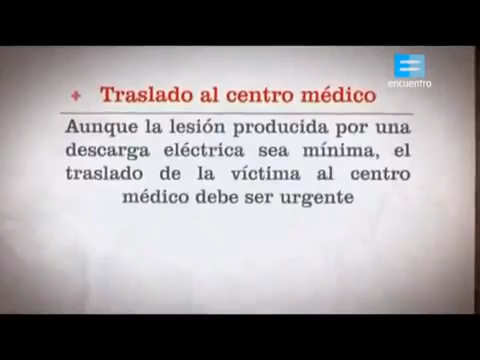 encuentro
+ Traslado al centro médico
Aunque la lesión producida por una
descarga eléctrica sea mínima, el
traslado de la víctima al centro
médico debe ser urgente